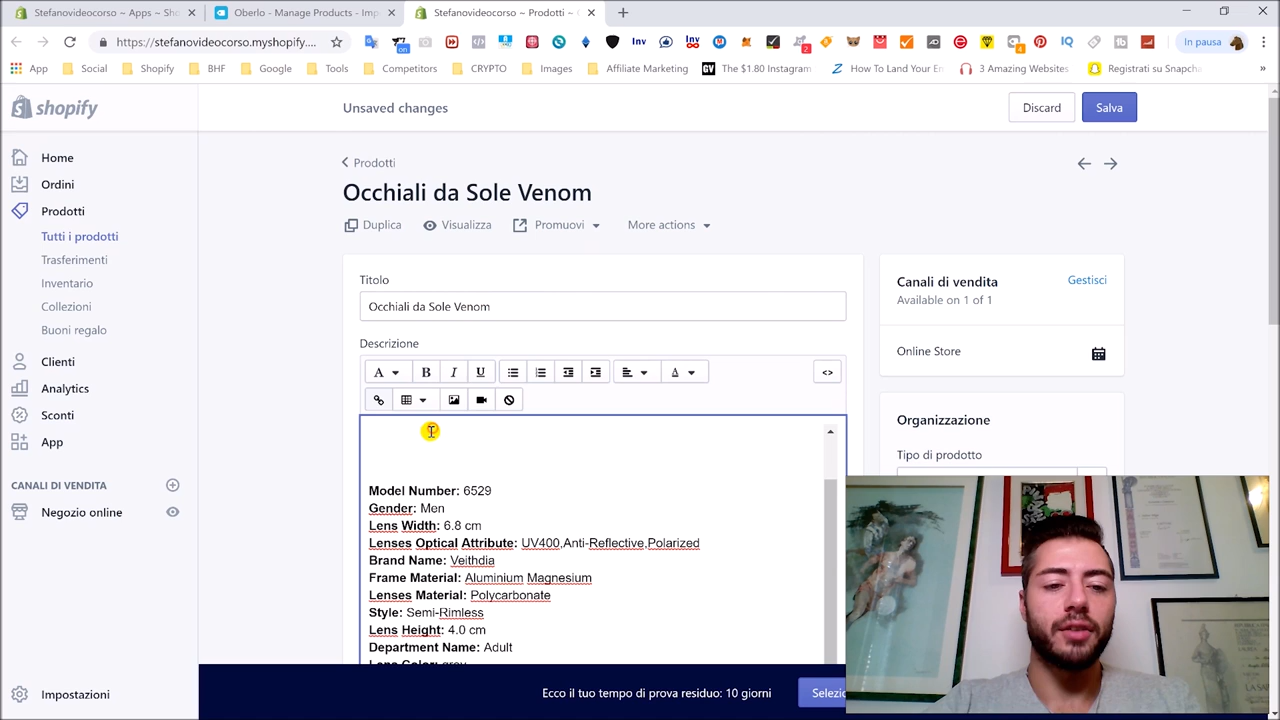 Stefanovideocorso ~ Apps ~ Sho
Oberlo - Manage Products - Imp
Stefanovideocorso ~ Prodotti ~
https://stefanovideocorso.myshopify....
In pausa
App
Social
Shopify
BHF
Google
Tools
Competitors
CRYPTO
Images
Affiliate Marketing
GV The $1.80 Instagram
How To Land Your En
3 Amazing Websites
Registrati su Snapcha
shopify
Unsaved changes
Discard
Salva
Home
Ordini
Prodotti
Tutti i prodotti
Trasferimenti
Inventario
Collezioni
Buoni regalo
Clienti
Analytics
Sconti
App
CANALI DI VENDITA
Negozio online
Impostazioni
Prodotti
Occhiali da Sole Venom
Duplica
Visualizza
Promuovi
More actions
Titolo
Occhiali da Sole Venom
Descrizione
A
B
I
U
A
<>
Model Number: 6529
Gender: Men
Lens Width: 6.8 cm
Lenses Optical Attribute: UV400,Anti-Reflective,Polarized
Brand Name: Veithdia
Frame Material: Aluminium Magnesium
Lenses Material: Polycarbonate
Style: Semi-Rimless
Lens Height: 4.0 cm
Department Name: Adult
Lens Color: gray
Canali di vendita
Gestisci
Available on 1 of 1
Online Store
Organizzazione
Tipo di prodotto
Ecco il tuo tempo di prova residuo: 10 giorni
Selezio